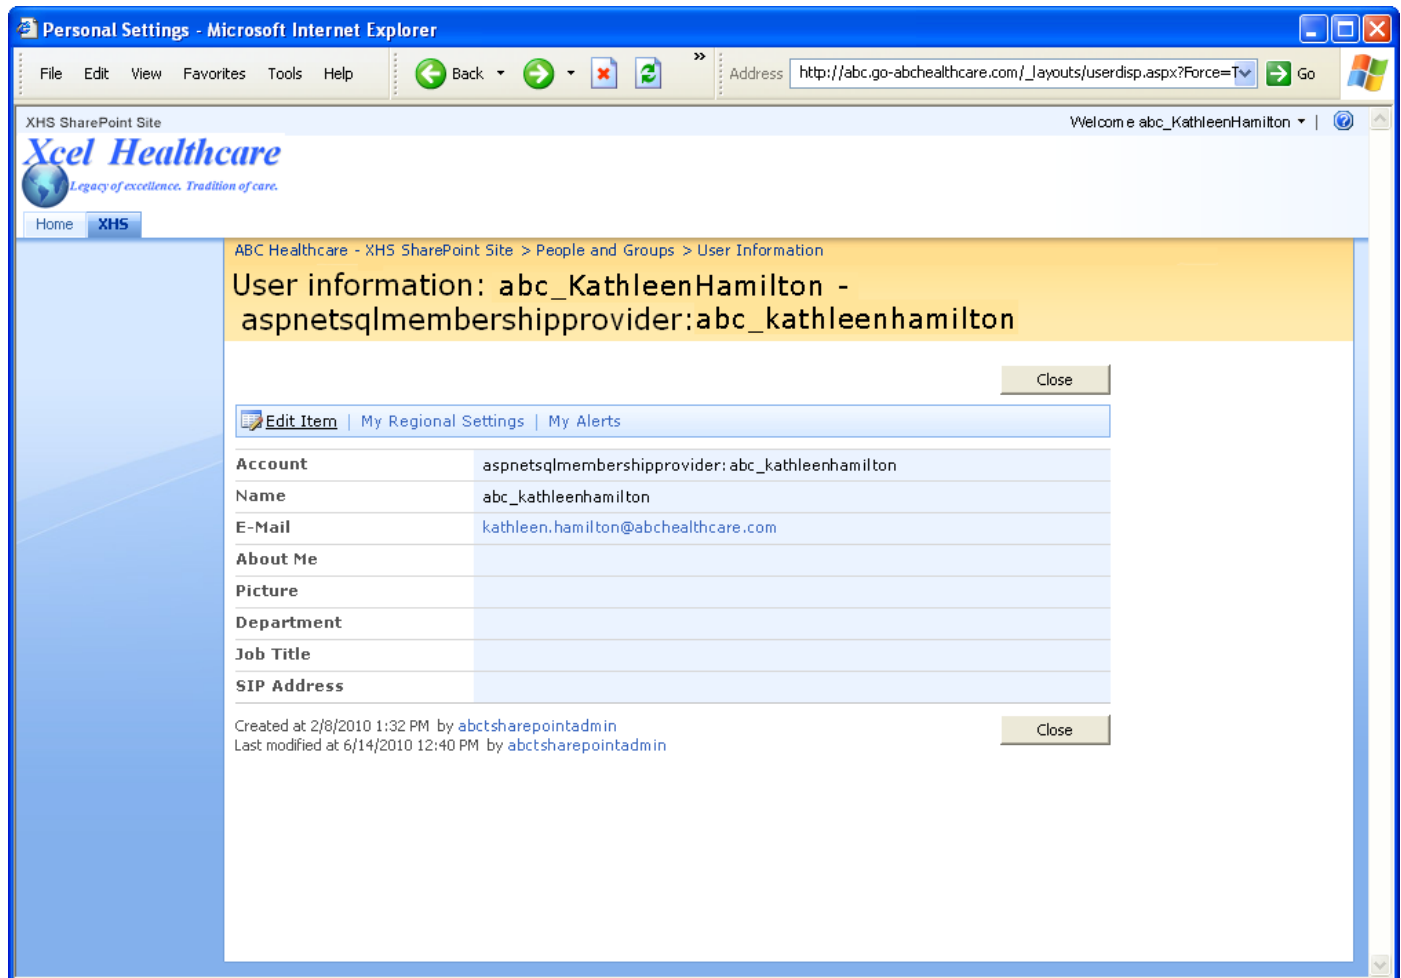 Personal Settings - Microsoft Internet Explorer
File Edit View Favorites Tools Help Back » Address http://abc.go-abchealthcare.com/_layouts/userdisp.aspx?Force=T Go
XHS SharePoint Site Welcome abc_KathleenHamilton |
Xcel Healthcare
Legacy of excellence. Tradition of care.
Home XHS
ABC Healthcare - XHS SharePoint Site > People and Groups > User Information
User information: abc_KathleenHamilton -
aspnetsqlmembershipprovider:abc_kathleenhamilton
Close
Edit Item | My Regional Settings | My Alerts
Account aspnetsqlmembershipprovider:abc_kathleenhamilton
Name abc_kathleenhamilton
E-Mail kathleen.hamilton@abchealthcare.com
About Me
Picture
Department
Job Title
SIP Address
Created at 2/8/2010 1:32 PM by abctsharepointadmin
Last modified at 6/14/2010 12:40 PM by abctsharepointadmin
Close